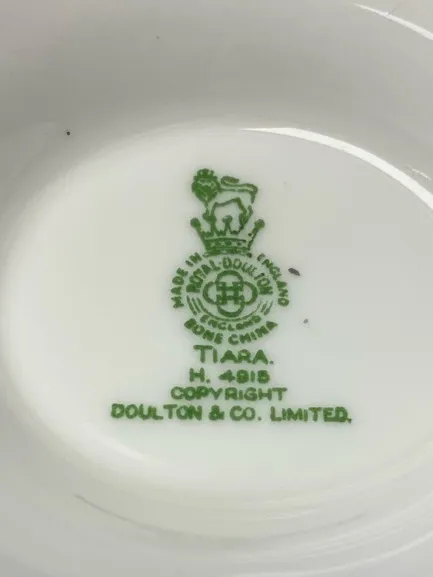 MADE IN ENGLAND
ROYAL·DOULTON
ENGLAND
BONE CHINA
TIARA.
H. 4915
COPYRIGHT
DOULTON & CO. LIMITED.